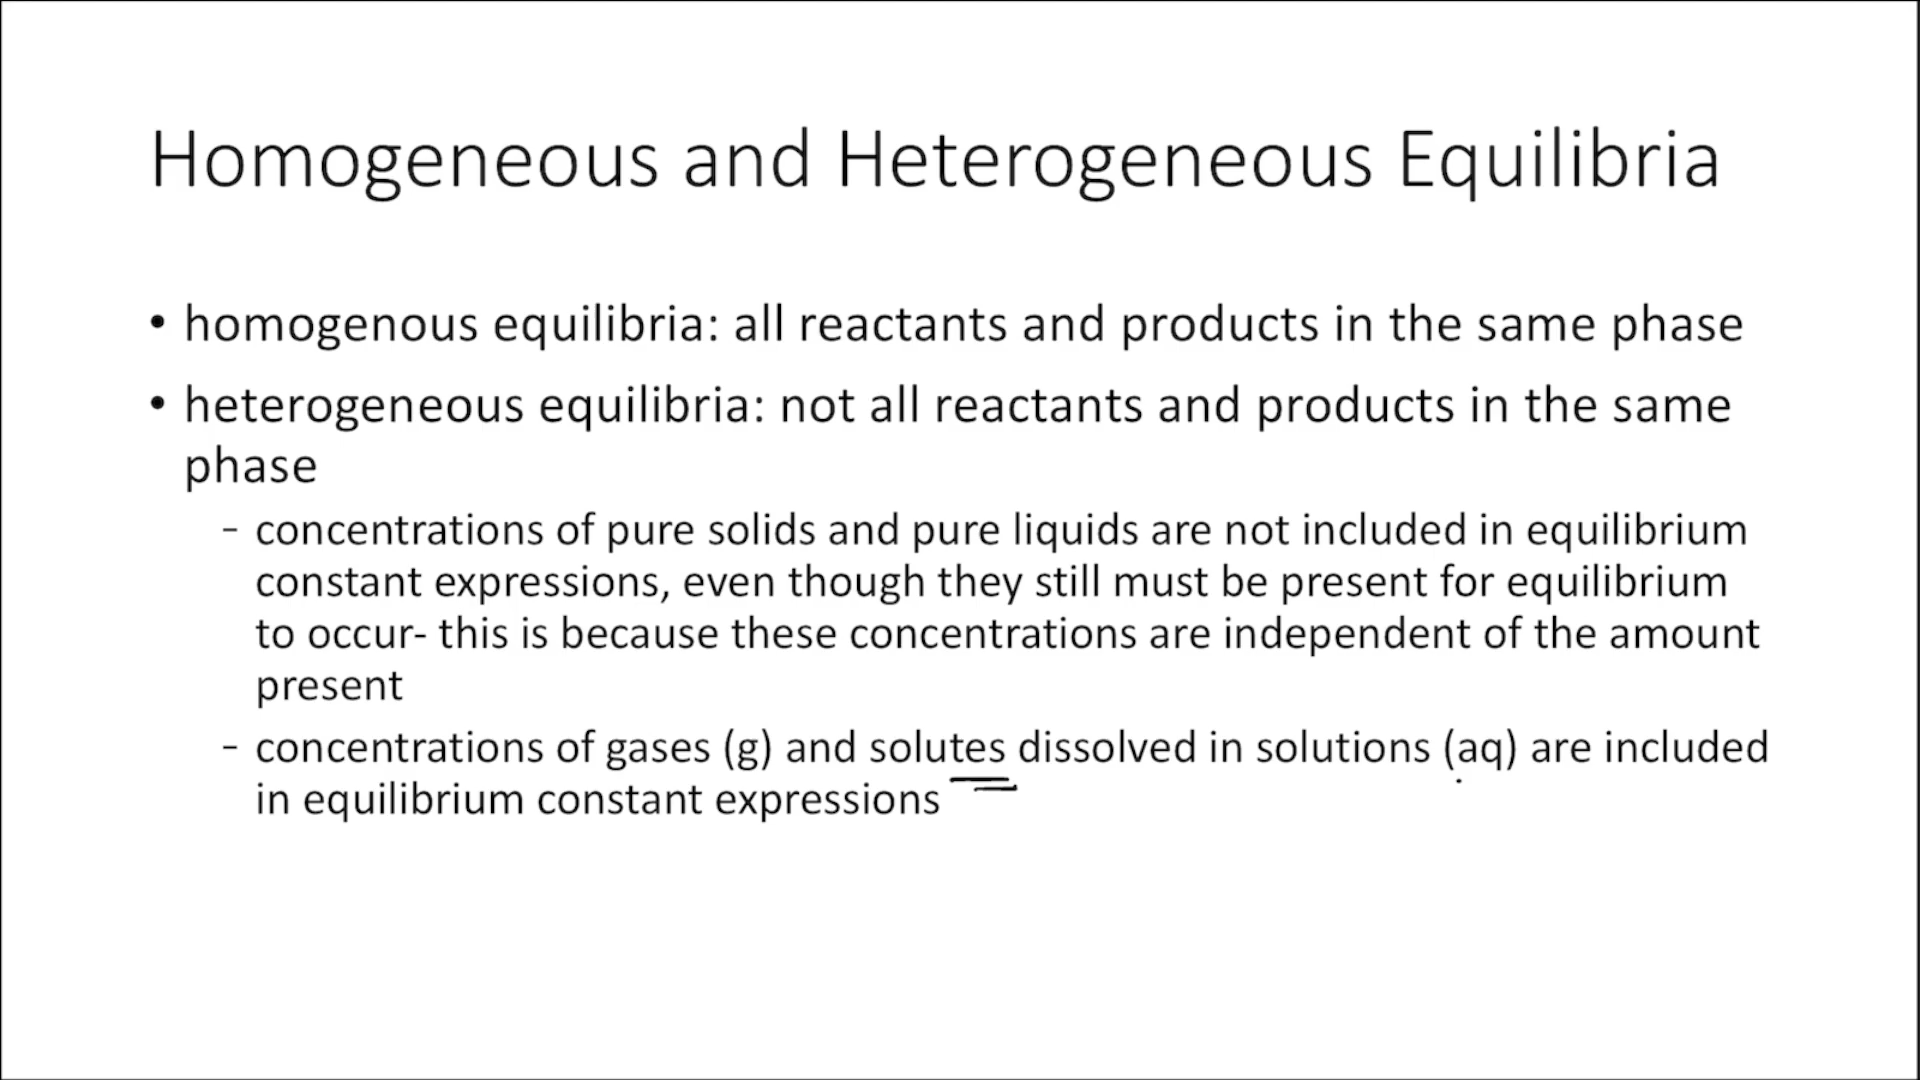 Homogeneous and Heterogeneous Equilibria
• homogenous equilibria: all reactants and products in the same phase
• heterogeneous equilibria: not all reactants and products in the same
phase
- concentrations of pure solids and pure liquids are not included in equilibrium
constant expressions, even though they still must be present for equilibrium
to occur- this is because these concentrations are independent of the amount
present
- concentrations of gases (g) and solutes dissolved in solutions (aq) are included
in equilibrium constant expressions